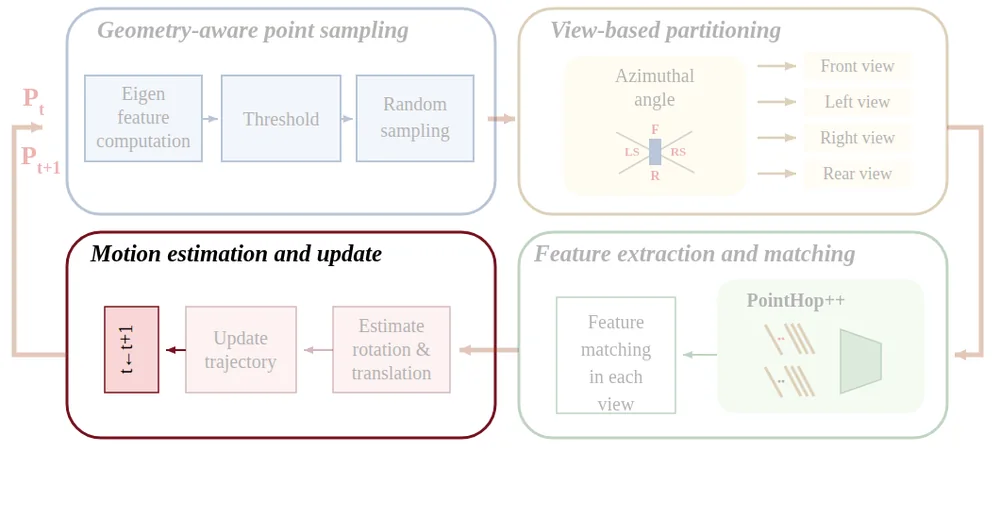 Geometry-aware point sampling
P_t
P_t+1
Eigen
feature
computation
Threshold
Random
sampling
View-based partitioning
Azimuthal
angle
F
LS
RS
R
Front view
Left view
Right view
Rear view
Motion estimation and update
t←t+1
Update
trajectory
Estimate
rotation &
translation
Feature extraction and matching
Feature
matching
in each
view
PointHop++
..
..